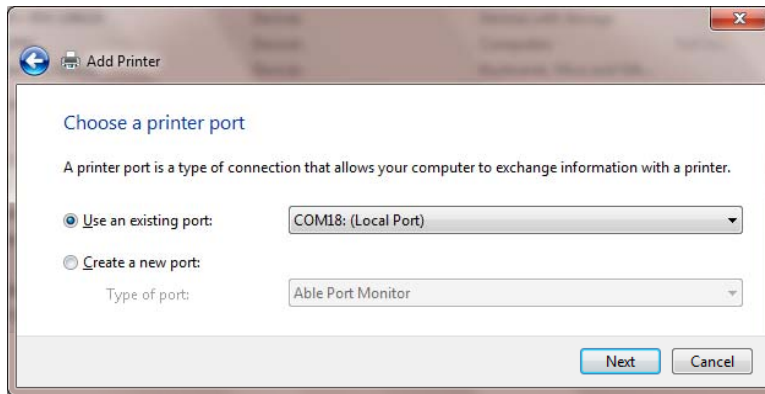 Add Printer
Choose a printer port
A printer port is a type of connection that allows your computer to exchange information with a printer.
Use an existing port: COM18: (Local Port)
Create a new port:
Type of port: Able Port Monitor
Next Cancel